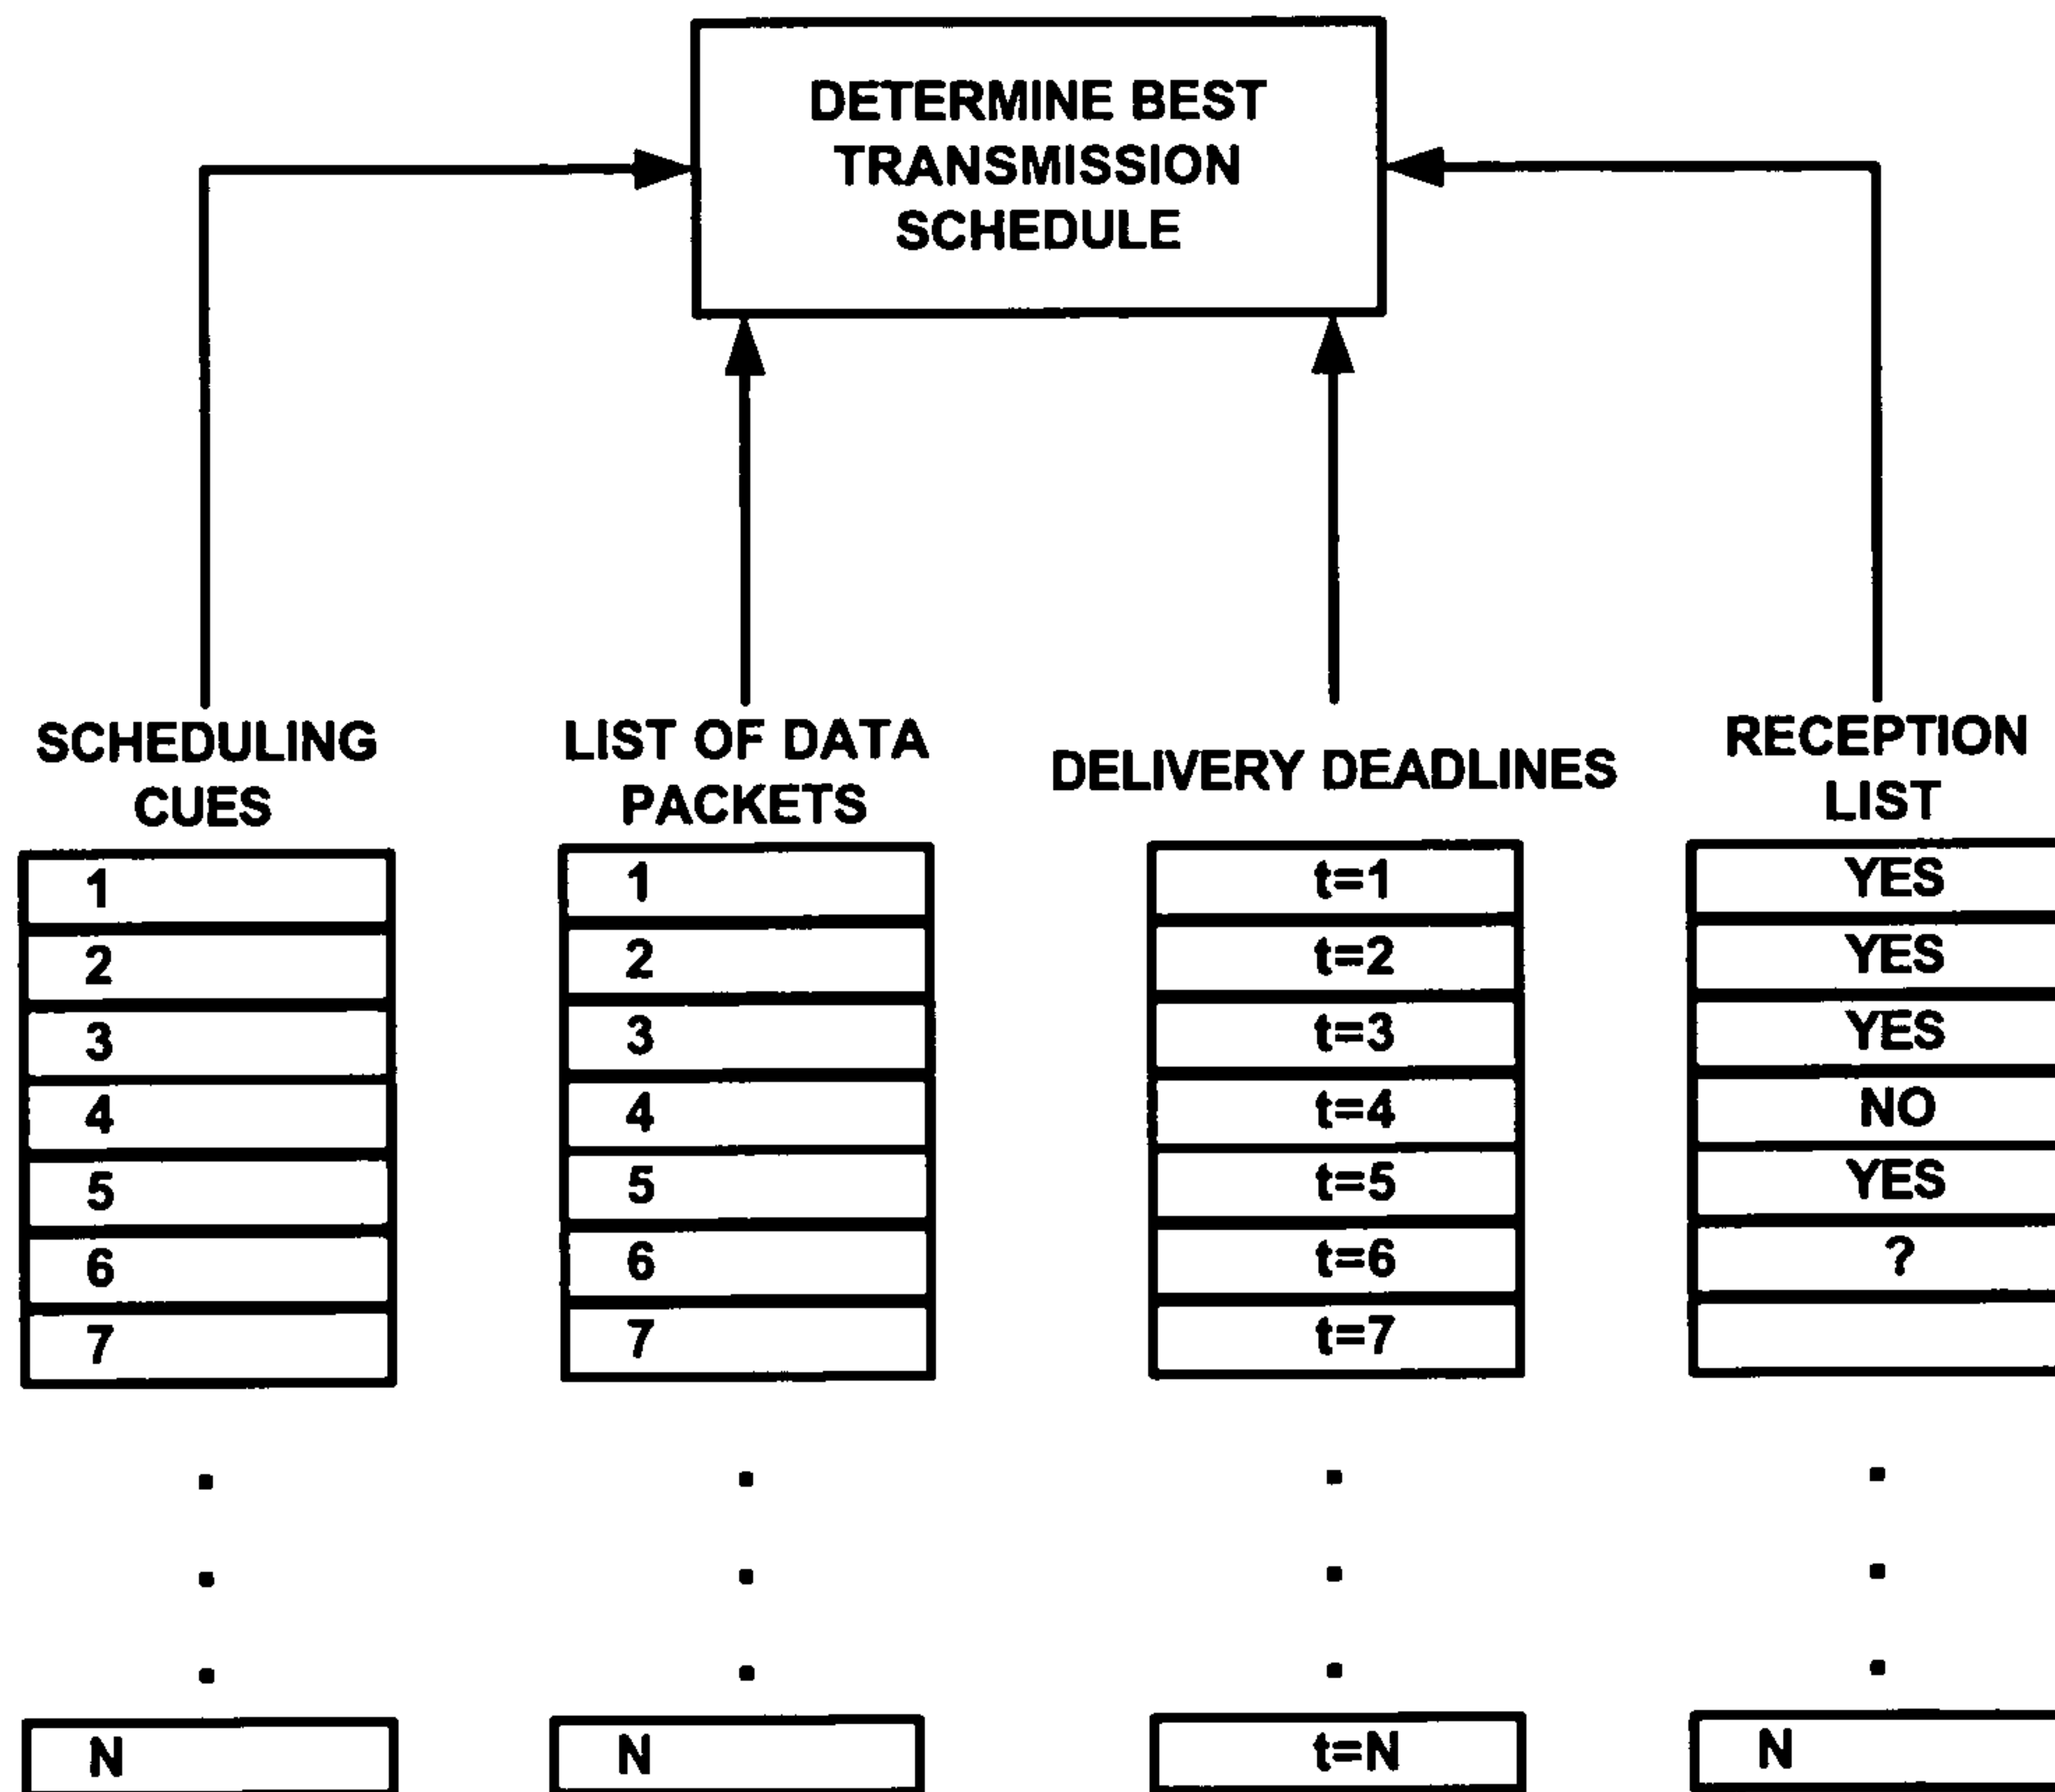 DETERMINE BEST
TRANSMISSION
SCHEDULE
SCHEDULING
CUES
1
2
3
4
5
6
7
N
LIST OF DATA
PACKETS
1
2
3
4
5
6
7
N
DELIVERY DEADLINES
t=1
t=2
t=3
t=4
t=5
t=6
t=7
t=N
RECEPTION
LIST
YES
YES
YES
NO
YES
?
N